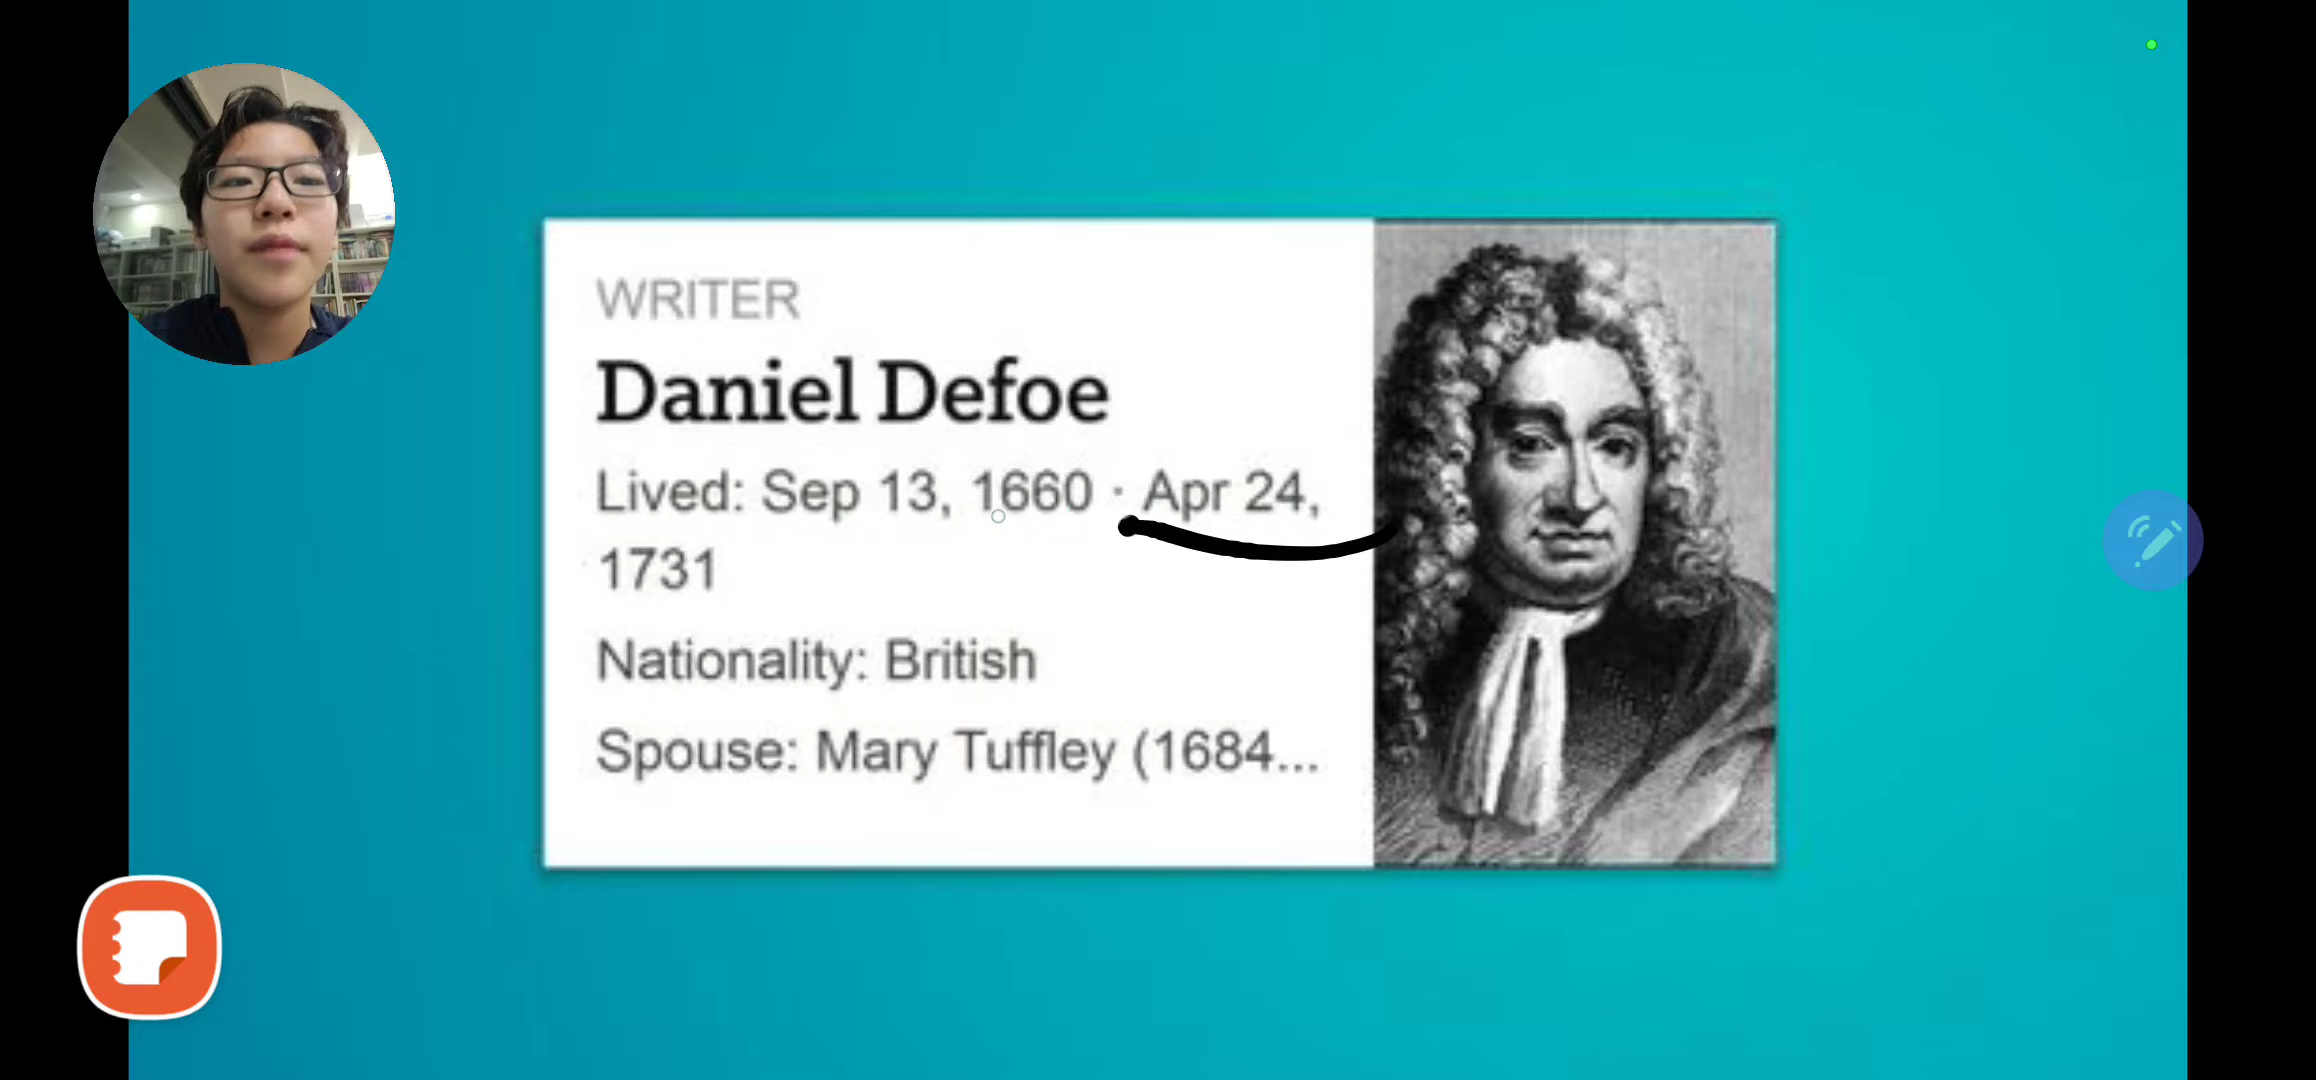 WRITER
Daniel Defoe
Lived: Sep 13, 1660 · Apr 24,
1731
Nationality: British
Spouse: Mary Tuffley (1684...